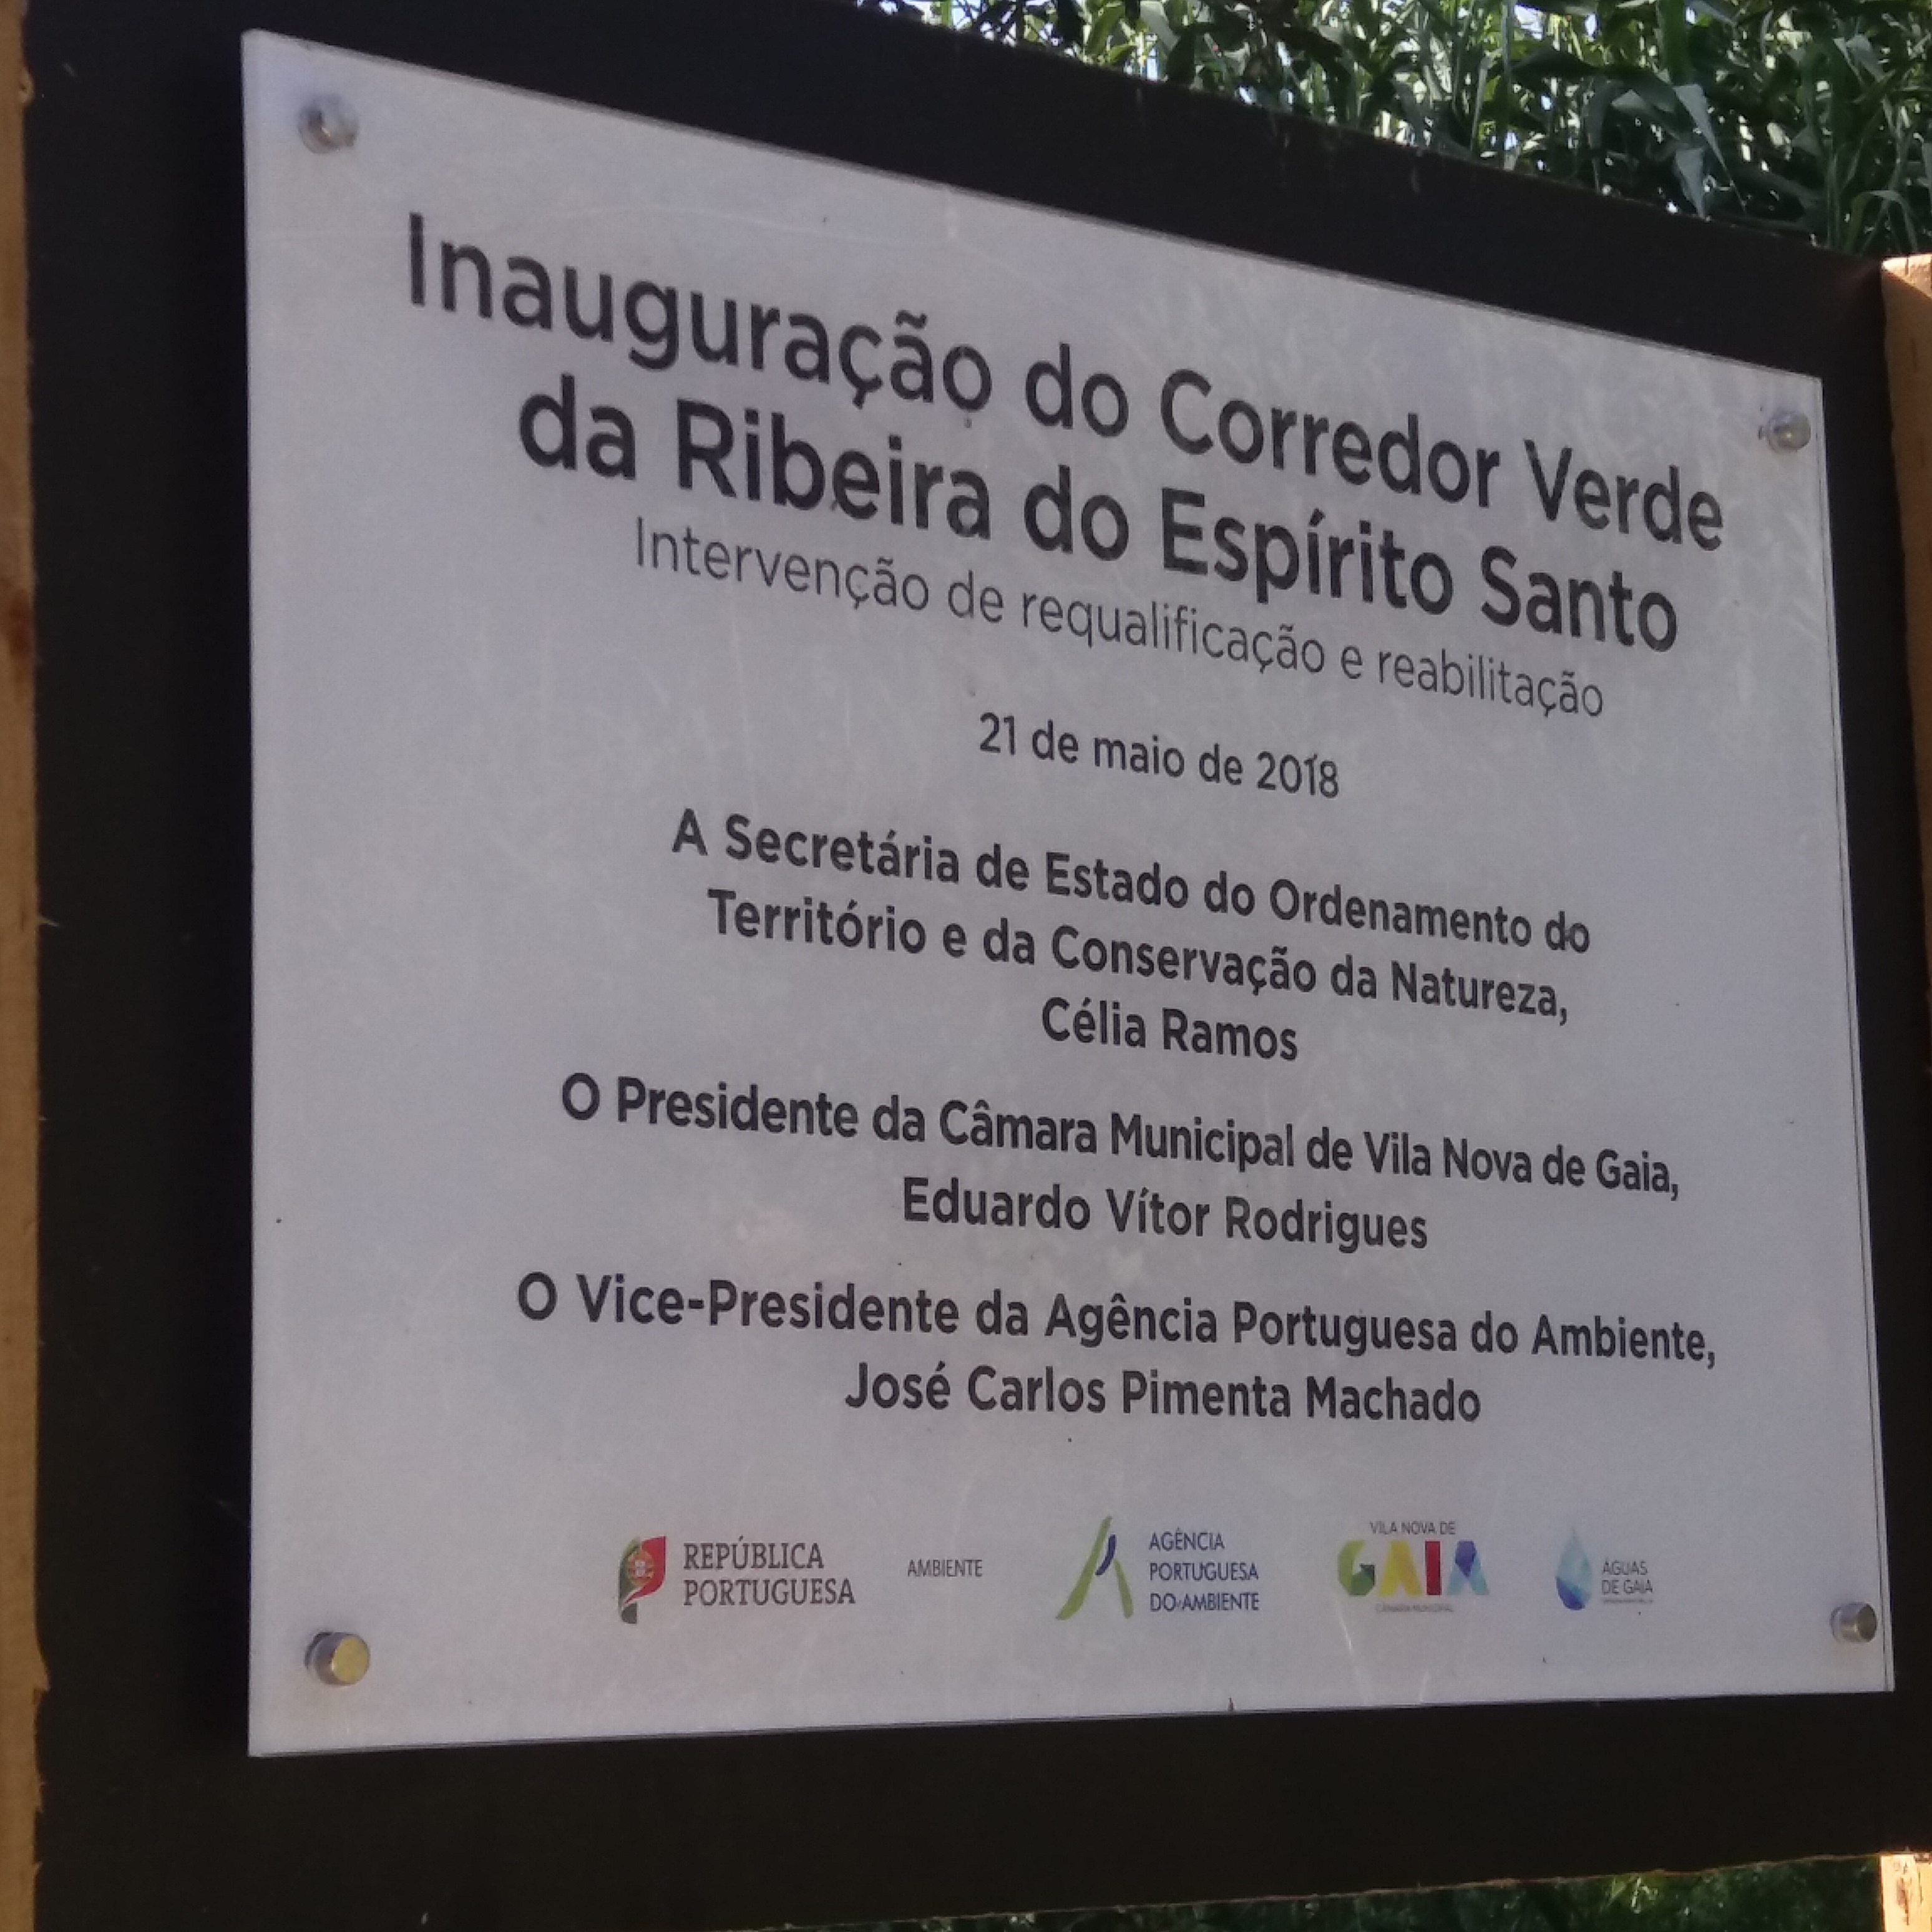 Inauguração do Corredor Verde
da Ribeira do Espírito Santo
Intervenção de requalificação e reabilitação
21 de maio de 2018
A Secretária de Estado do Ordenamento do
Território e da Conservação da Natureza,
Célia Ramos
O Presidente da Câmara Municipal de Vila Nova de Gaia,
Eduardo Vítor Rodrigues
O Vice-Presidente da Agência Portuguesa do Ambiente,
José Carlos Pimenta Machado
REPÚBLICA
PORTUGUESA
AMBIENTE
AGÊNCIA
PORTUGUESA
DO AMBIENTE
VILA NOVA DE
GAIA
CÂMARA MUNICIPAL
ÁGUAS
DE GAIA